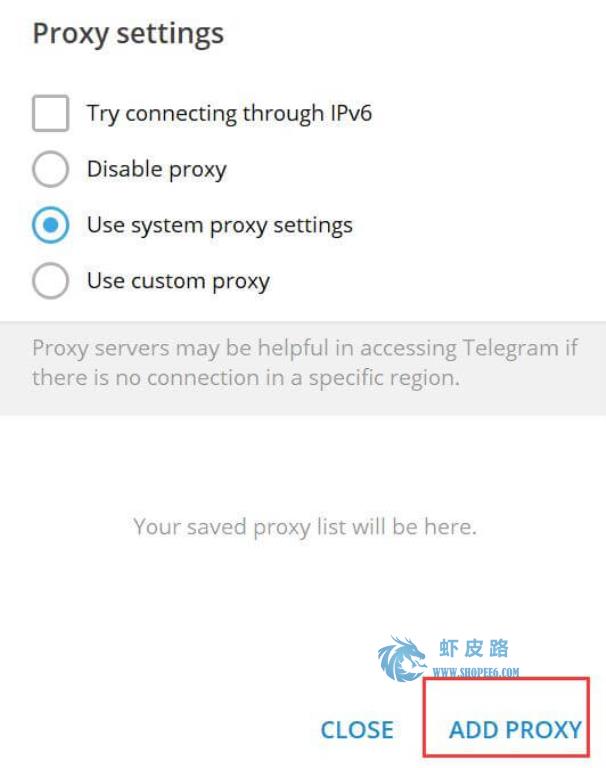 Proxy settings
Try connecting through IPv6
Disable proxy
Use system proxy settings
Use custom proxy
Proxy servers may be helpful in accessing Telegram if
there is no connection in a specific region.
Your saved proxy list will be here.
虾皮路
WWW.SHOPEE6.COM
CLOSE
ADD PROXY